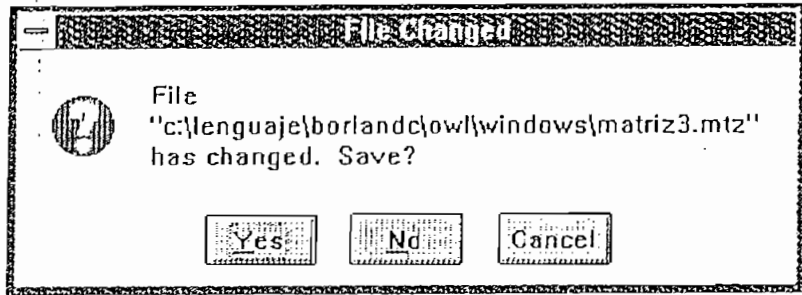 File Changed
File
"c:\lenguaje\borlandc\owl\windows\matriz3.mtz"
has changed. Save?
Yes No Cancel